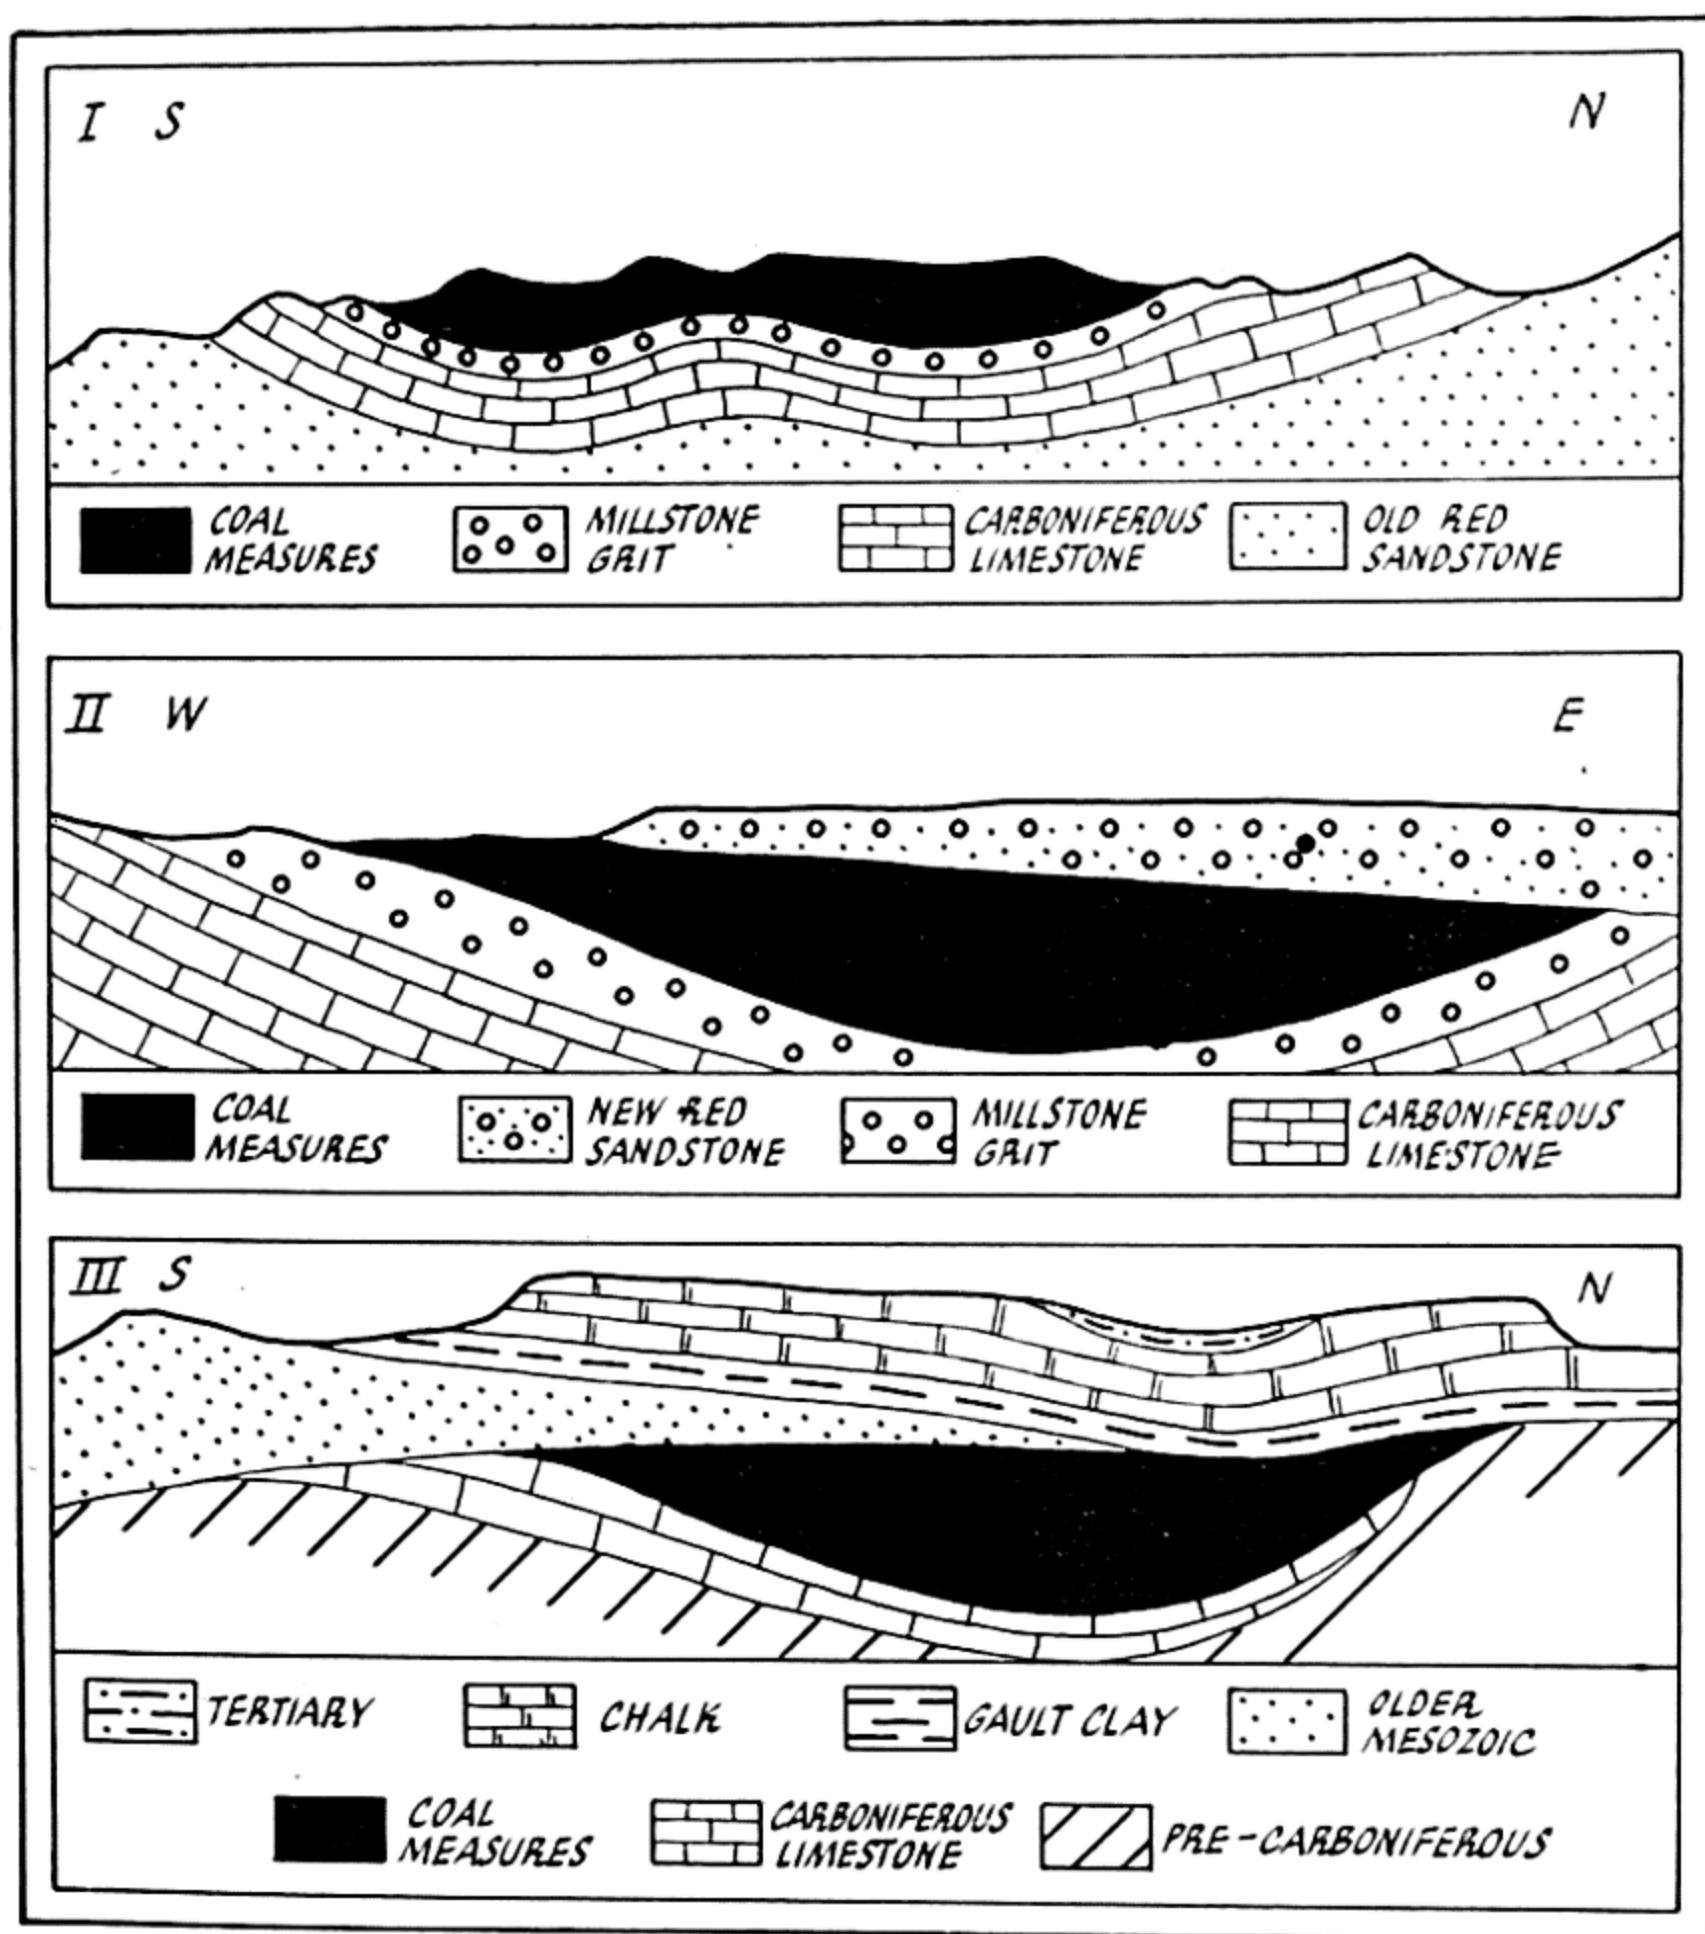 I S N
COAL MEASURES
MILLSTONE GRIT
CARBONIFEROUS LIMESTONE
OLD RED SANDSTONE
II W E
COAL MEASURES
NEW RED SANDSTONE
MILLSTONE GRIT
CARBONIFEROUS LIMESTONE
III S N
TERTIARY
CHALK
GAULT CLAY
OLDER MESOZOIC
COAL MEASURES
CARBONIFEROUS LIMESTONE
PRE-CARBONIFEROUS